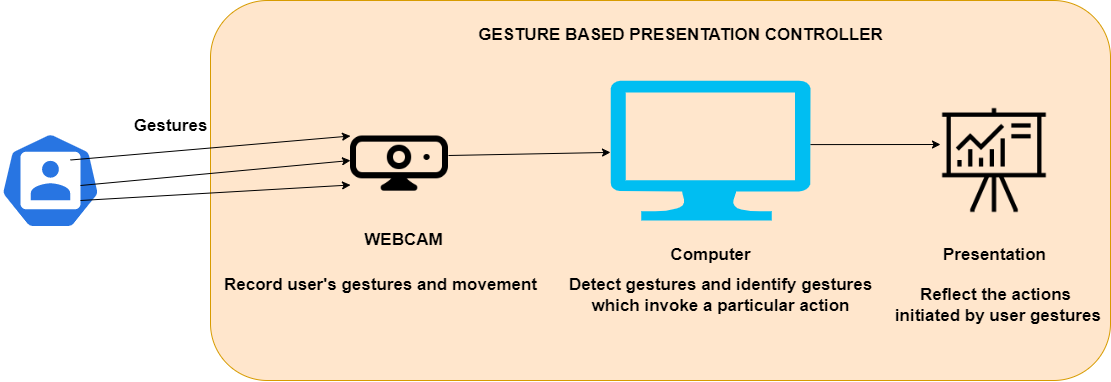 GESTURE BASED PRESENTATION CONTROLLER
Gestures
WEBCAM
Record user's gestures and movement
Computer
Detect gestures and identify gestures
which invoke a particular action
Presentation
Reflect the actions
initiated by user gestures